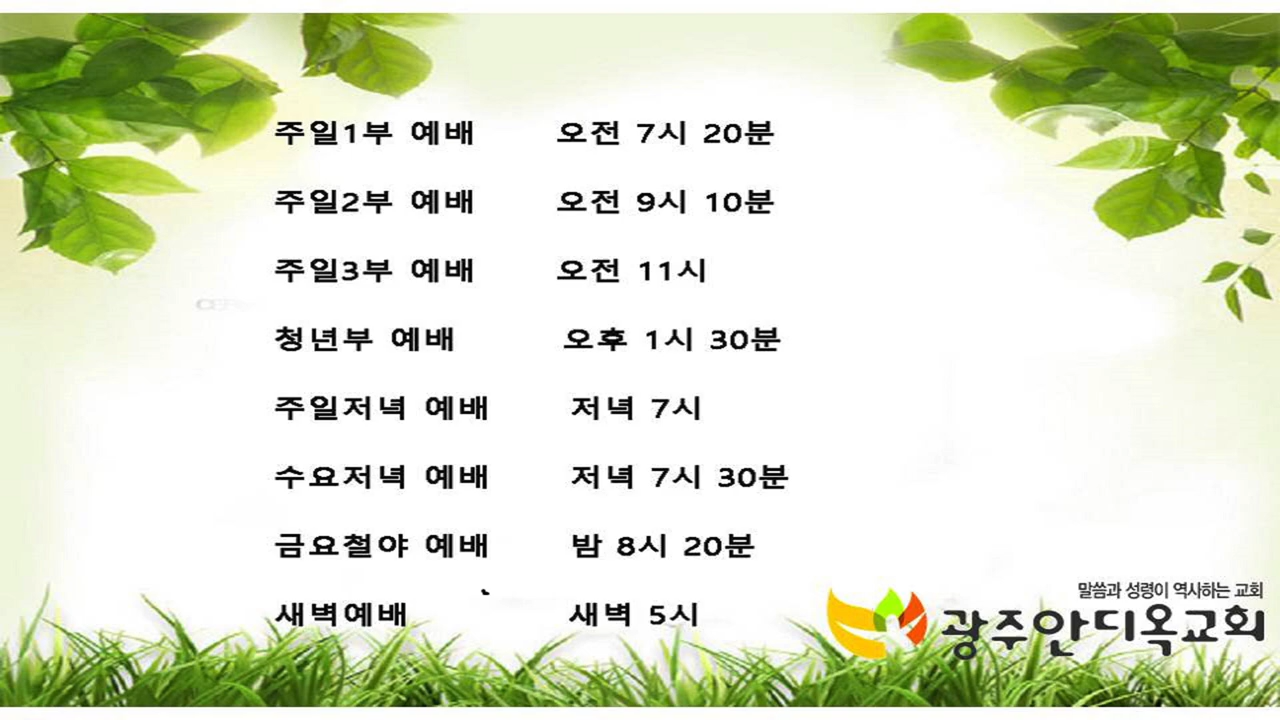 주일1부 예배 오전 7시 20분
주일2부 예배 오전 9시 10분
주일3부 예배 오전 11시
청년부 예배 오후 1시 30분
주일저녁 예배 저녁 7시
수요저녁 예배 저녁 7시 30분
금요철야 예배 밤 8시 20분
새벽예배 새벽 5시
말씀과 성령이 역사하는 교회
광주안디옥교회